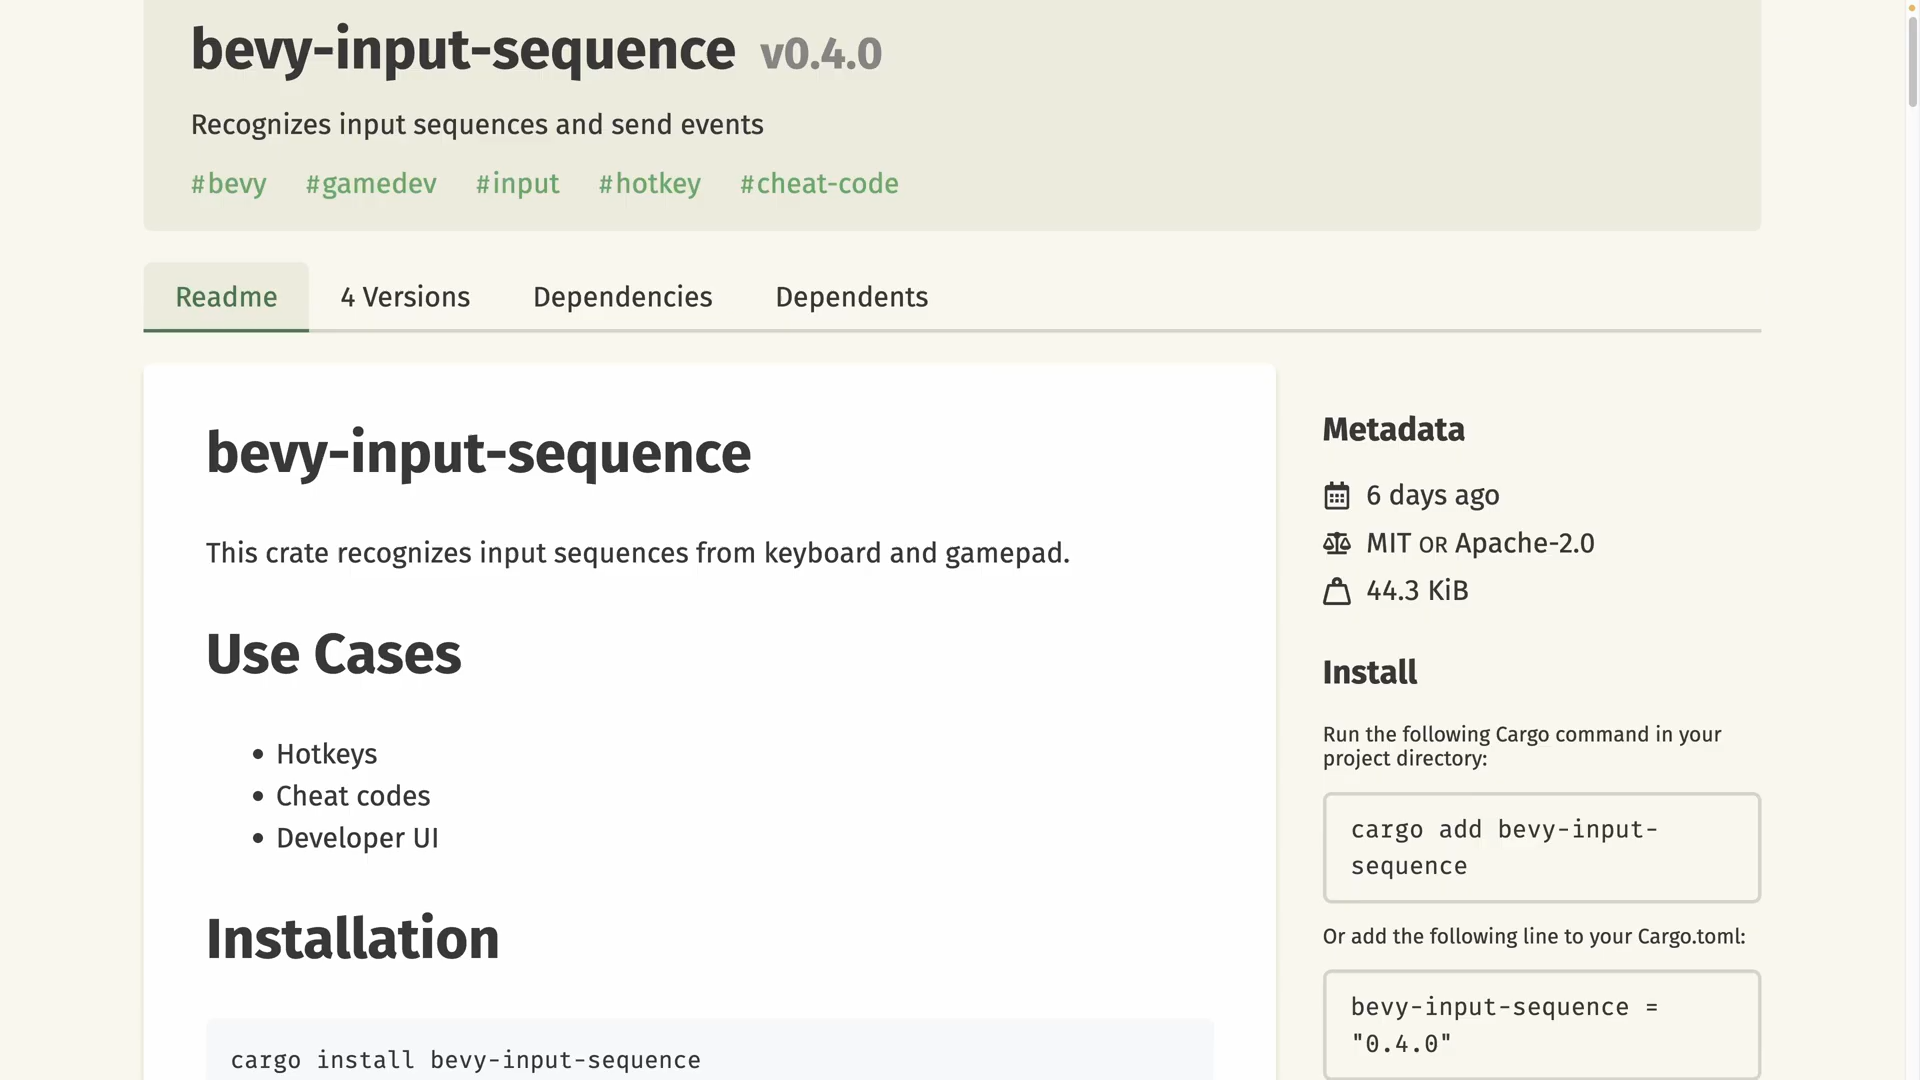 bevy-input-sequence v0.4.0
Recognizes input sequences and send events
#bevy #gamedev #input #hotkey #cheat-code
Readme 4 Versions Dependencies Dependents
bevy-input-sequence
This crate recognizes input sequences from keyboard and gamepad.
Use Cases
• Hotkeys
• Cheat codes
• Developer UI
Installation
cargo install bevy-input-sequence
Metadata
6 days ago
MIT OR Apache-2.0
44.3 KiB
Install
Run the following Cargo command in your
project directory:
cargo add bevy-input-
sequence
Or add the following line to your Cargo.toml:
bevy-input-sequence =
"0.4.0"